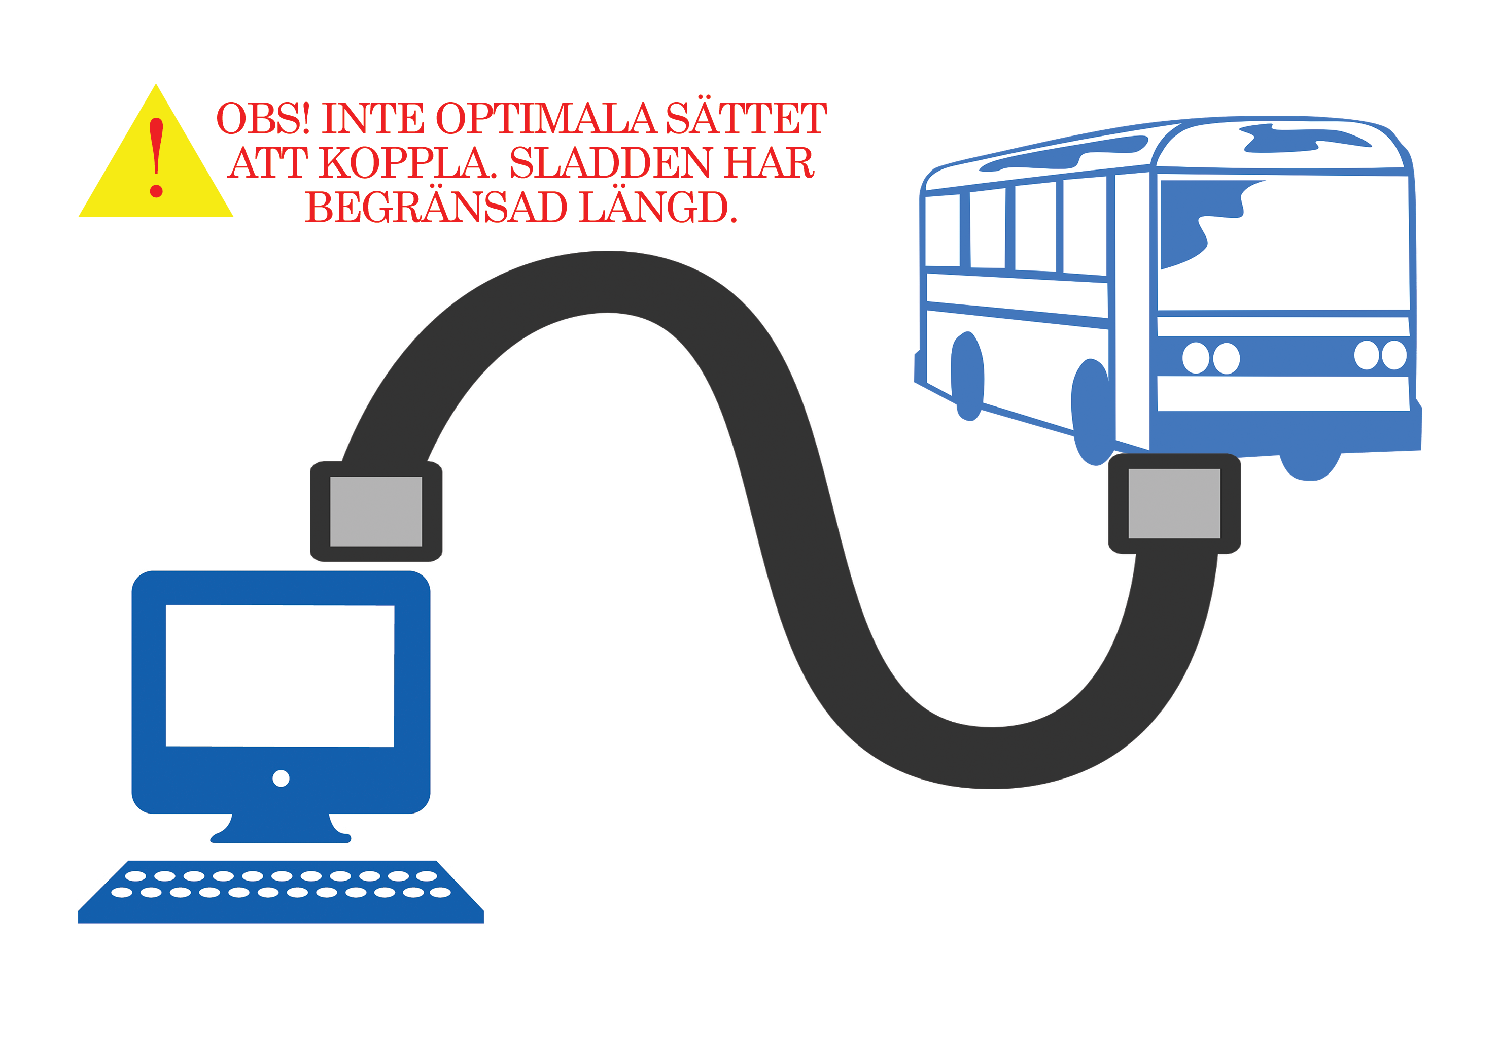 OBS! INTE OPTIMALA SÄTTET
ATT KOPPLA. SLADDEN HAR
BEGRÄNSAD LÄNGD.